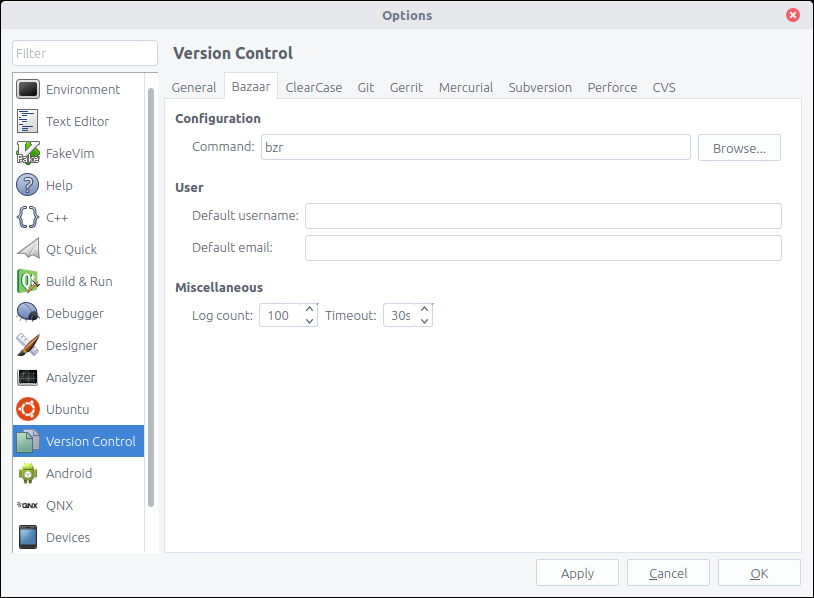 Options
Filter
Environment
Text Editor
FakeVim
Help
C++
Qt Quick
Build & Run
Debugger
Designer
Analyzer
Ubuntu
Version Control
Android
QNX
Devices
Version Control
General Bazaar ClearCase Git Gerrit Mercurial Subversion Perforce CVS
Configuration
Command: bzr Browse...
User
Default username:
Default email:
Miscellaneous
Log count: 100 Timeout: 30s
Apply Cancel OK